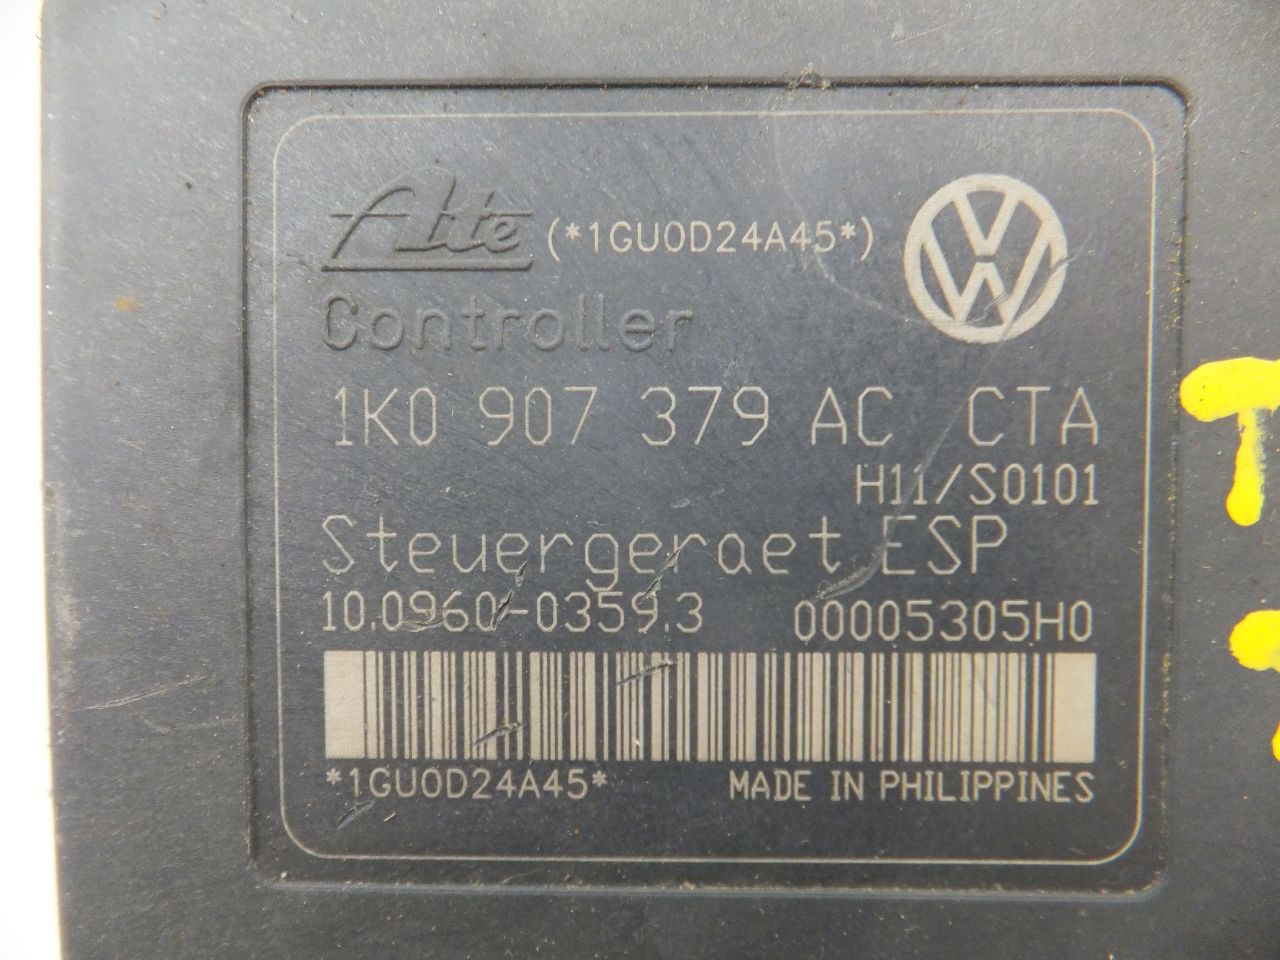 Ate (*1GU0D24A45*)
Controller
1K0 907 379 AC CTA
H11/S0101
Steuergeraet ESP
10.0960-0359.3 00005305H0
*1GU0D24A45* MADE IN PHILIPPINES